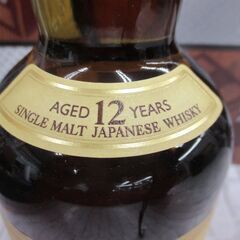 AGED 12 YEARS
SINGLE MALT JAPANESE WHISKY